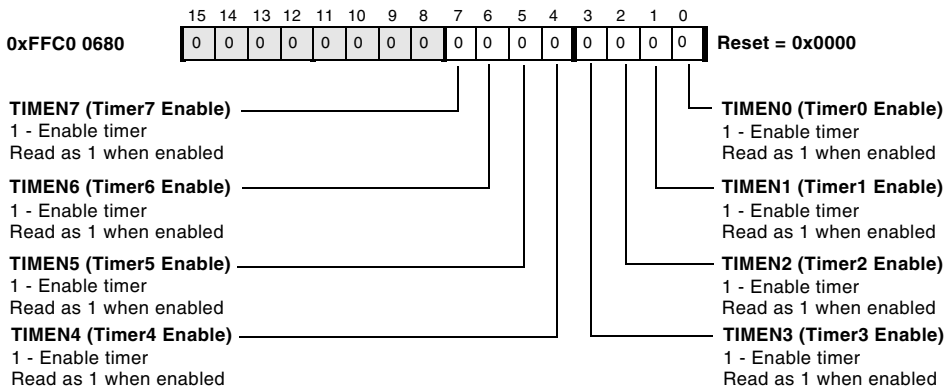 15 14 13 12 11 10 9 8 7 6 5 4 3 2 1 0
0xFFC0 0680 0 0 0 0 0 0 0 0 0 0 0 0 0 0 0 0 Reset = 0x0000
TIMEN7 (Timer7 Enable)
1 - Enable timer
Read as 1 when enabled
TIMEN6 (Timer6 Enable)
1 - Enable timer
Read as 1 when enabled
TIMEN5 (Timer5 Enable)
1 - Enable timer
Read as 1 when enabled
TIMEN4 (Timer4 Enable)
1 - Enable timer
Read as 1 when enabled
TIMEN0 (Timer0 Enable)
1 - Enable timer
Read as 1 when enabled
TIMEN1 (Timer1 Enable)
1 - Enable timer
Read as 1 when enabled
TIMEN2 (Timer2 Enable)
1 - Enable timer
Read as 1 when enabled
TIMEN3 (Timer3 Enable)
1 - Enable timer
Read as 1 when enabled